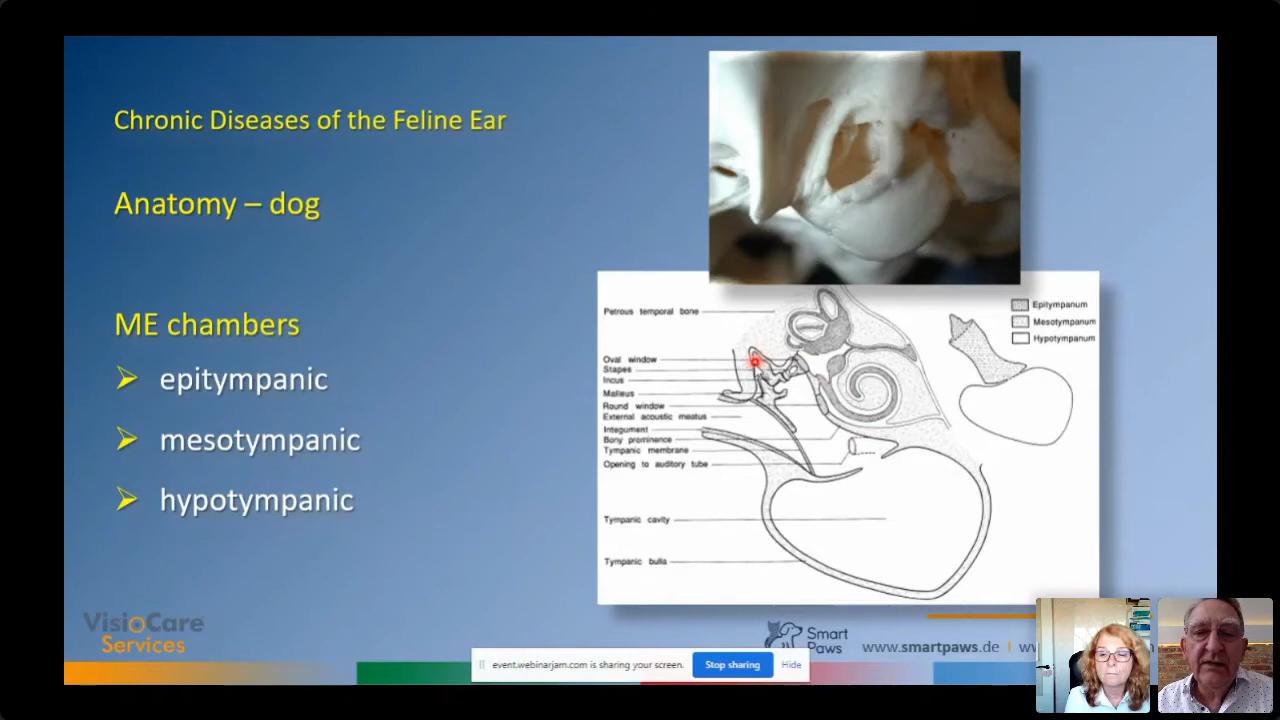 Chronic Diseases of the Feline Ear
Anatomy – dog
ME chambers
epitympanic
mesotympanic
hypotympanic
Petrous temporal bone
Oval window
Stapes
Incus
Malleus
Round window
External acoustic meatus
Integument
Bony prominence
Tympanic membrane
Opening to auditory tube
Tympanic cavity
Tympanic bulla
Epitympanum
Mesotympanum
Hypotympanum
VisioCare
Services
Smart
Paws
www.smartpaws.de
event.webinarjam.com is sharing your screen.
Stop sharing
Hide